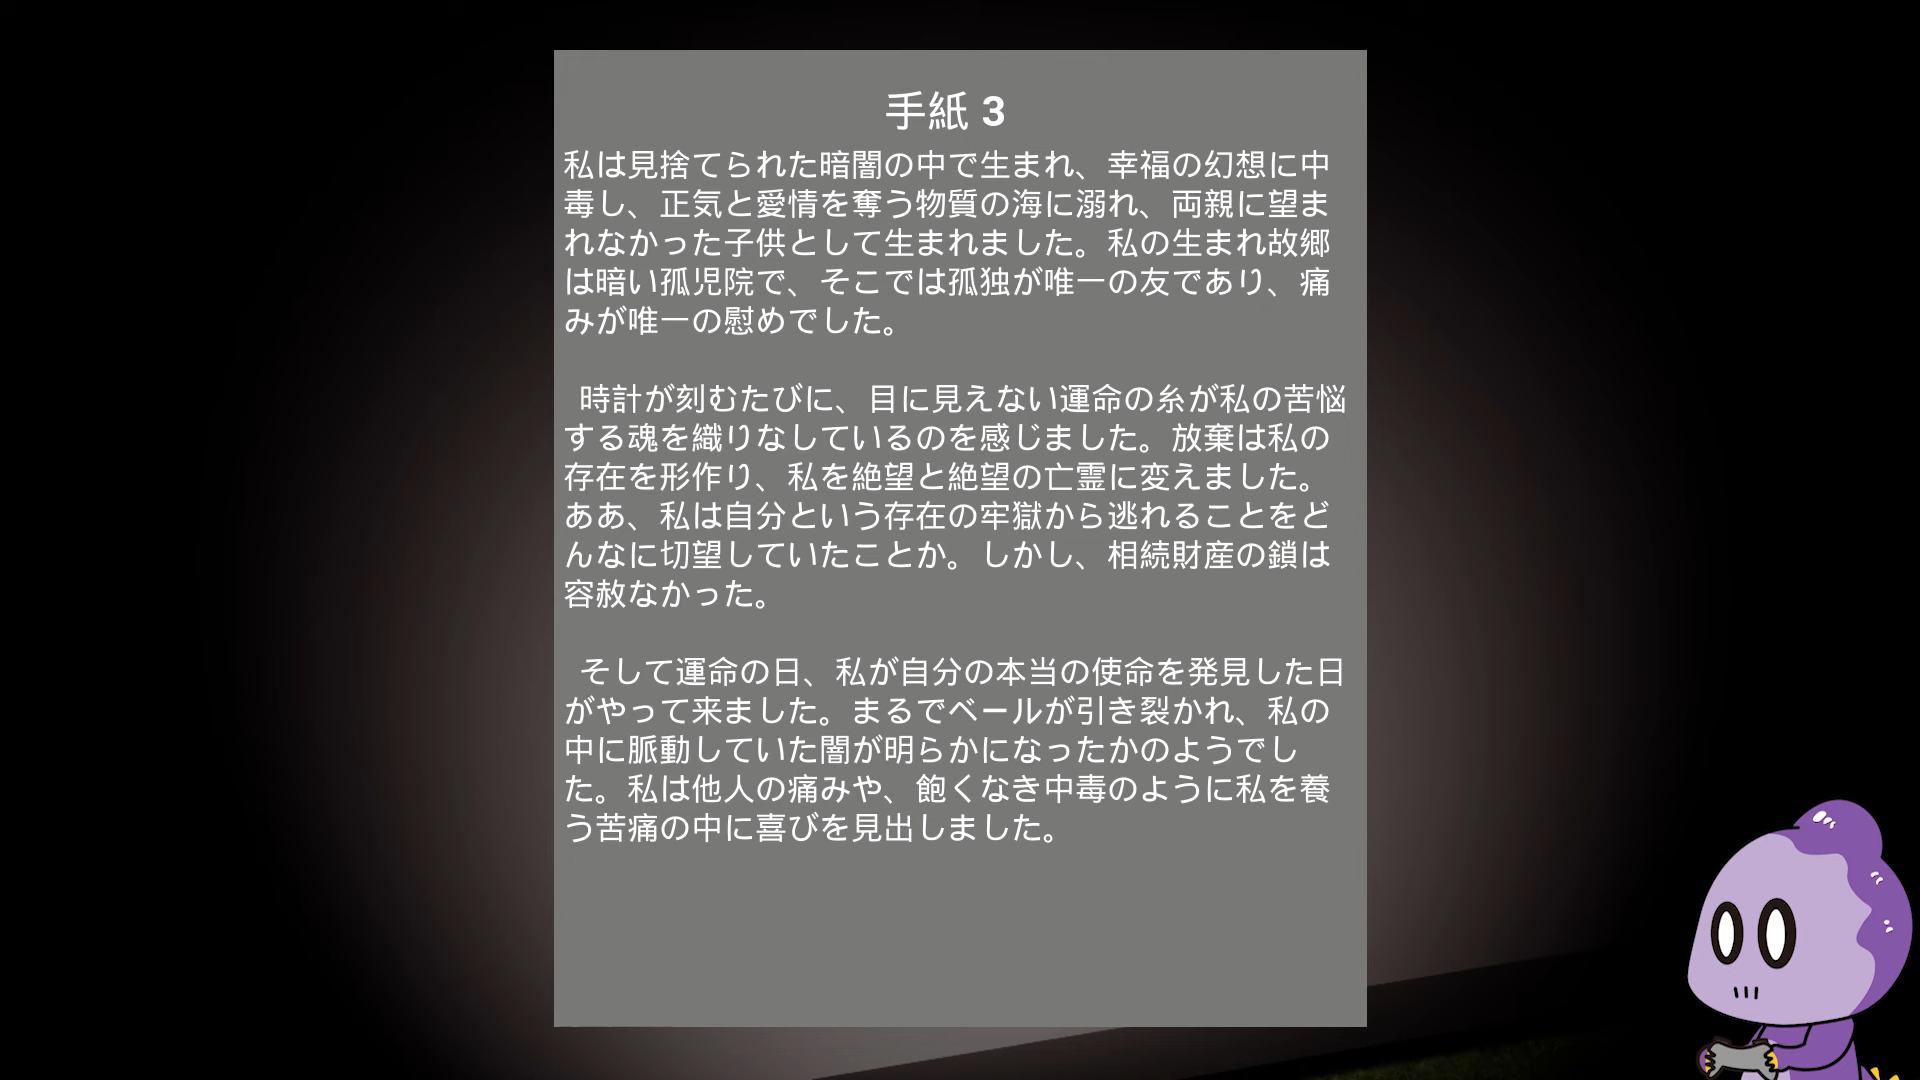 手紙 3
私は見捨てられた暗闇の中で生まれ、幸福の幻想に中
毒し、正気と愛情を奪う物質の海に溺れ、両親に望ま
れなかった子供として生まれました。私の生まれ故郷
は暗い孤児院で、そこでは孤独が唯一の友であり、痛
みが唯一の慰めでした。
時計が刻むたびに、目に見えない運命の糸が私の苦悩
する魂を織りなしているのを感じました。放棄は私の
存在を形作り、私を絶望と絶望の亡霊に変えました。
ああ、私は自分という存在の牢獄から逃れることをど
んなに切望していたことか。しかし、相続財産の鎖は
容赦なかった。
そして運命の日、私が自分の本当の使命を発見した日
がやって来ました。まるでベールが引き裂かれ、私の
中に脈動していた闇が明らかになったかのようでし
た。私は他人の痛みや、飽くなき中毒のように私を養
う苦痛の中に喜びを見出しました。